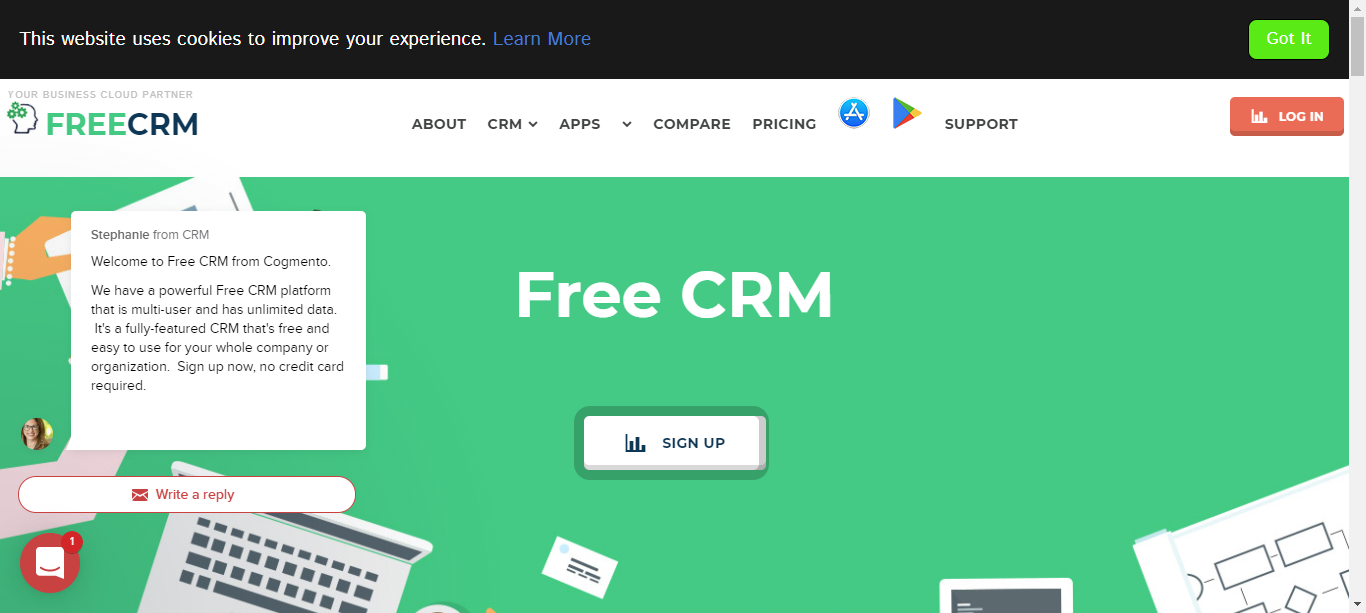 This website uses cookies to improve your experience. Learn More
Got It
YOUR BUSINESS CLOUD PARTNER
FREECRM
ABOUT
CRM
APPS
COMPARE
PRICING
SUPPORT
LOG IN
Stephanie from CRM
Welcome to Free CRM from Cogmento.
We have a powerful Free CRM platform
that is multi-user and has unlimited data.
It's a fully-featured CRM that's free and
easy to use for your whole company or
organization.  Sign up now, no credit card
required.
Free CRM
SIGN UP
Write a reply
1